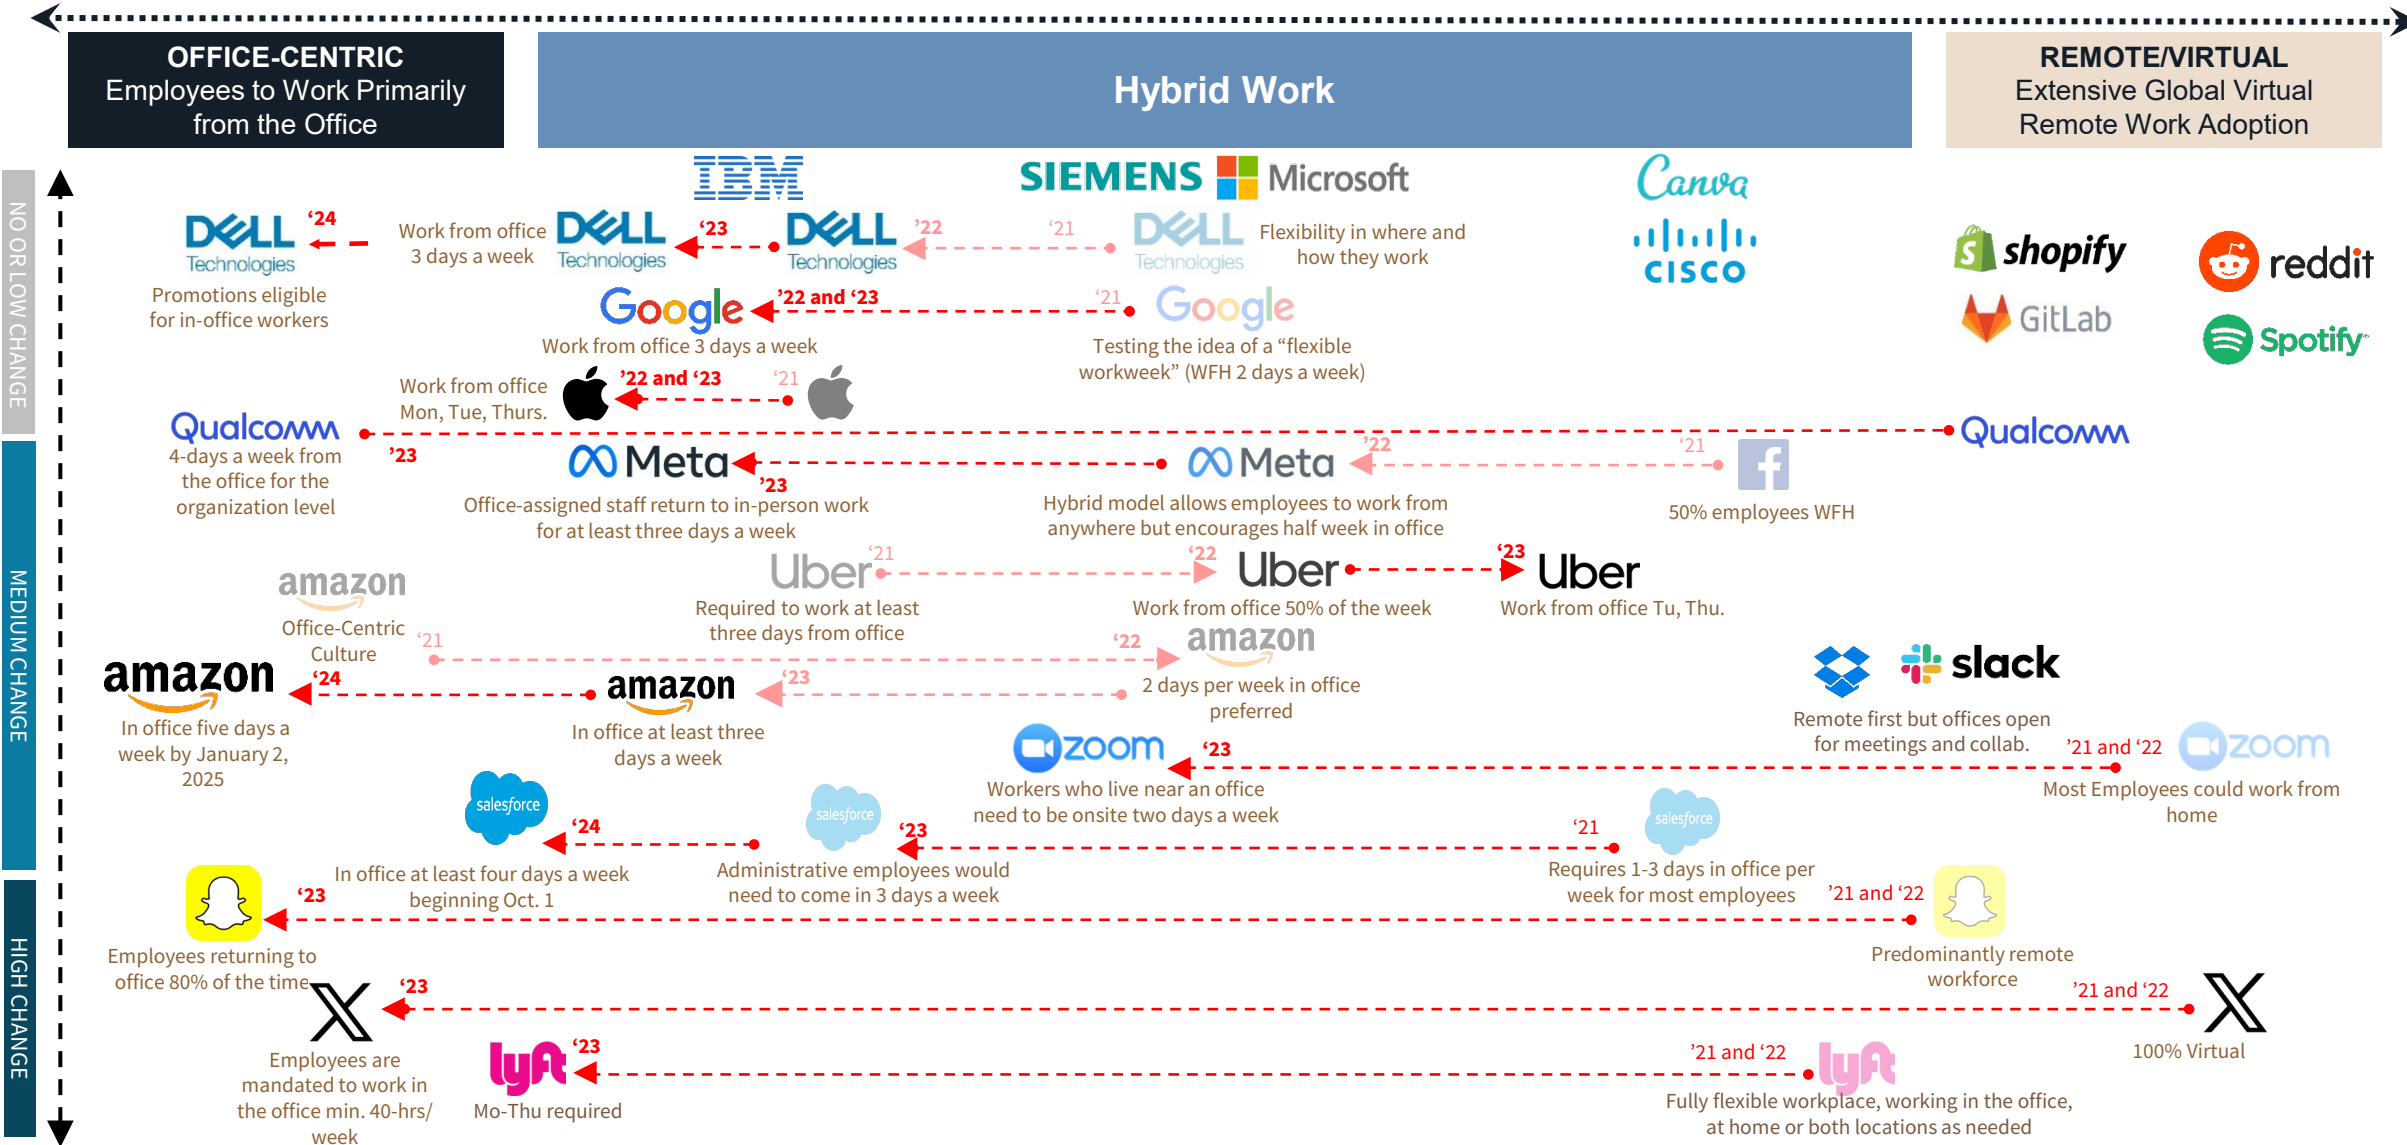 OFFICE-CENTRIC
Employees to Work Primarily
from the Office
Hybrid Work
REMOTE/VIRTUAL
Extensive Global Virtual
Remote Work Adoption
NO OR LOW CHANGE
MEDIUM CHANGE
HIGH CHANGE
IBM
SIEMENS
Microsoft
Canva
DELL
Technologies
‘24
Promotions eligible
for in-office workers
Work from office
3 days a week
DELL
Technologies
‘23
DELL
Technologies
’22
‘21
DELL
Technologies
Flexibility in where and
how they work
CISCO
shopify
reddit
GitLab
Spotify
Google
’22 and ‘23
‘21
Google
Work from office 3 days a week
Testing the idea of a “flexible
workweek” (WFH 2 days a week)
Work from office
Mon, Tue, Thurs.
’22 and ‘23
‘21
Qualcomm
’23
4-days a week from
the office for the
organization level
Qualcomm
Meta
’23
Office-assigned staff return to in-person work
for at least three days a week
Meta
’22
‘21
Hybrid model allows employees to work from
anywhere but encourages half week in office
f
50% employees WFH
Uber
‘21
Required to work at least
three days from office
‘22
Uber
Work from office 50% of the week
‘23
Uber
Work from office Tu, Thu.
amazon
Office-Centric
Culture
‘21
‘22
amazon
2 days per week in office
preferred
amazon
‘24
In office five days a
week by January 2,
2025
amazon
‘23
In office at least three
days a week
slack
Remote first but offices open
for meetings and collab.
zoom
‘23
Workers who live near an office
need to be onsite two days a week
’21 and ‘22
zoom
Most Employees could work from
home
salesforce
‘24
In office at least four days a week
beginning Oct. 1
salesforce
‘23
Administrative employees would
need to come in 3 days a week
‘21
salesforce
Requires 1-3 days in office per
week for most employees
‘23
Employees returning to
office 80% of the time
’21 and ‘22
Predominantly remote
workforce
X
‘23
Employees are
mandated to work in
the office min. 40-hrs/
week
’21 and ‘22
X
100% Virtual
lyft
‘23
Mo-Thu required
’21 and ‘22
lyft
Fully flexible workplace, working in the office,
at home or both locations as needed